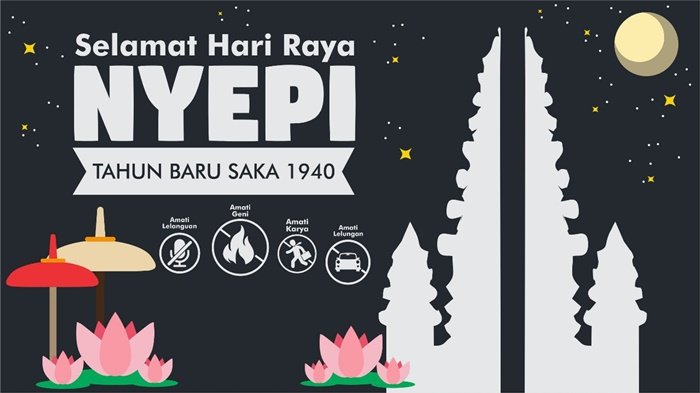 Selamat Hari Raya
NYEPI
TAHUN BARU SAKA 1940
Amati
Lelanguan
Amati
Geni
Amati
Karya
Amati
Lelungan